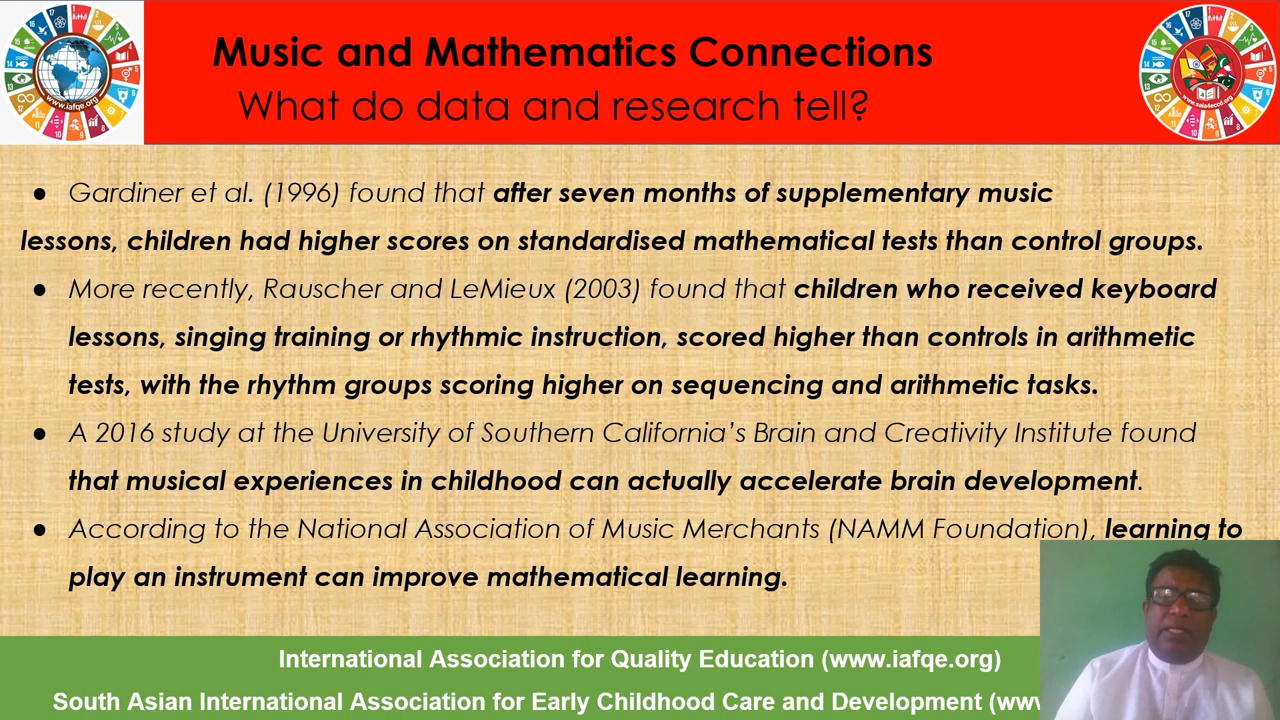 Music and Mathematics Connections
What do data and research tell?
www.iafqe.org
● Gardiner et al. (1996) found that after seven months of supplementary music
lessons, children had higher scores on standardised mathematical tests than control groups.
● More recently, Rauscher and LeMieux (2003) found that children who received keyboard
lessons, singing training or rhythmic instruction, scored higher than controls in arithmetic
tests, with the rhythm groups scoring higher on sequencing and arithmetic tasks.
● A 2016 study at the University of Southern California’s Brain and Creativity Institute found
that musical experiences in childhood can actually accelerate brain development.
● According to the National Association of Music Merchants (NAMM Foundation), learning to
play an instrument can improve mathematical learning.
International Association for Quality Education (www.iafqe.org)
South Asian International Association for Early Childhood Care and Development (www